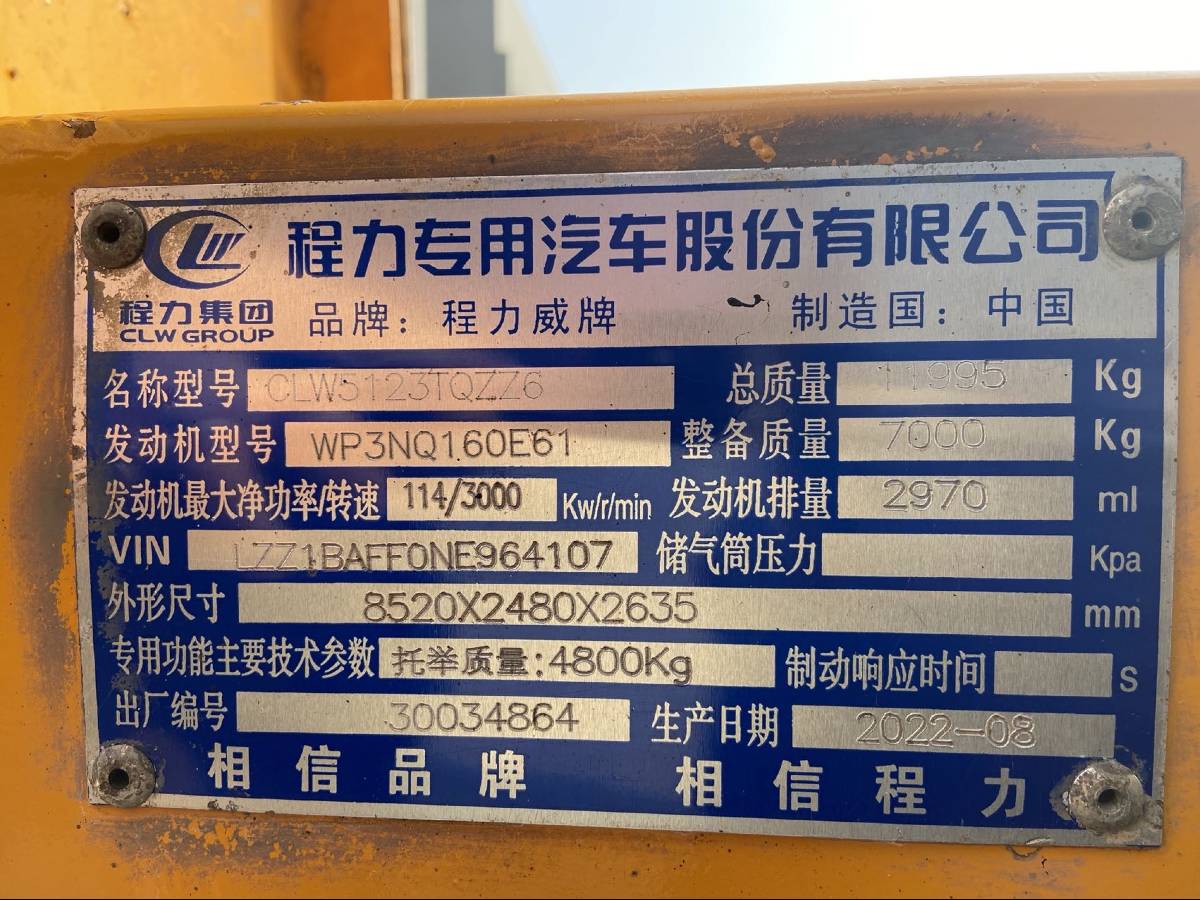 程力专用汽车股份有限公司
程力集团
CLW GROUP
品牌：程力威牌 制造国：中国
名称型号 CLW5123TQZZ6 总质量 11995 Kg
发动机型号 WP3NQ160E61 整备质量 7000 Kg
发动机最大净功率/转速 114/3000 Kw/r/min 发动机排量 2970 ml
VIN LZZ1BAFF0NE964107 储气筒压力 Kpa
外形尺寸 8520X2480X2635 mm
专用功能主要技术参数 托举质量:4800Kg 制动响应时间 S
出厂编号 30034864 生产日期 2022-08
相信品牌 相信程力